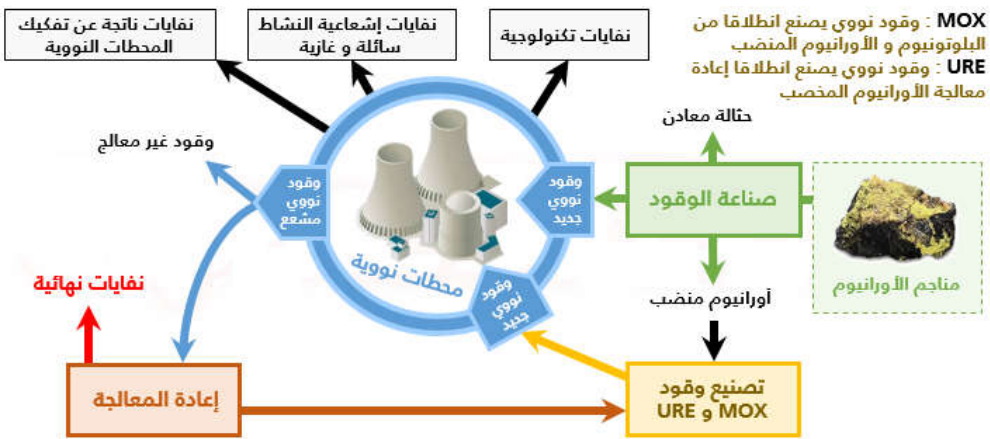 MOX : وقود نووي يصنع انطلاقا من
البلوتونيوم و الأورانيوم المنضب
URE : وقود نووي يصنع انطلاقا إعادة
معالجة الأورانيوم المخصب
نفايات تكنولوجية
نفايات إشعاعية النشاط
سائلة و غازية
نفايات ناتجة عن تفكيك
المحطات النووية
حثالة معادن
صناعة الوقود
مناجم الأورانيوم
أورانيوم منضب
وقود
نووي
جديد
محطات نووية
وقود
نووي
مشعع
وقود غير معالج
وقود
نووي
جديد
نفايات نهائية
تصنيع وقود
MOX و URE
إعادة المعالجة